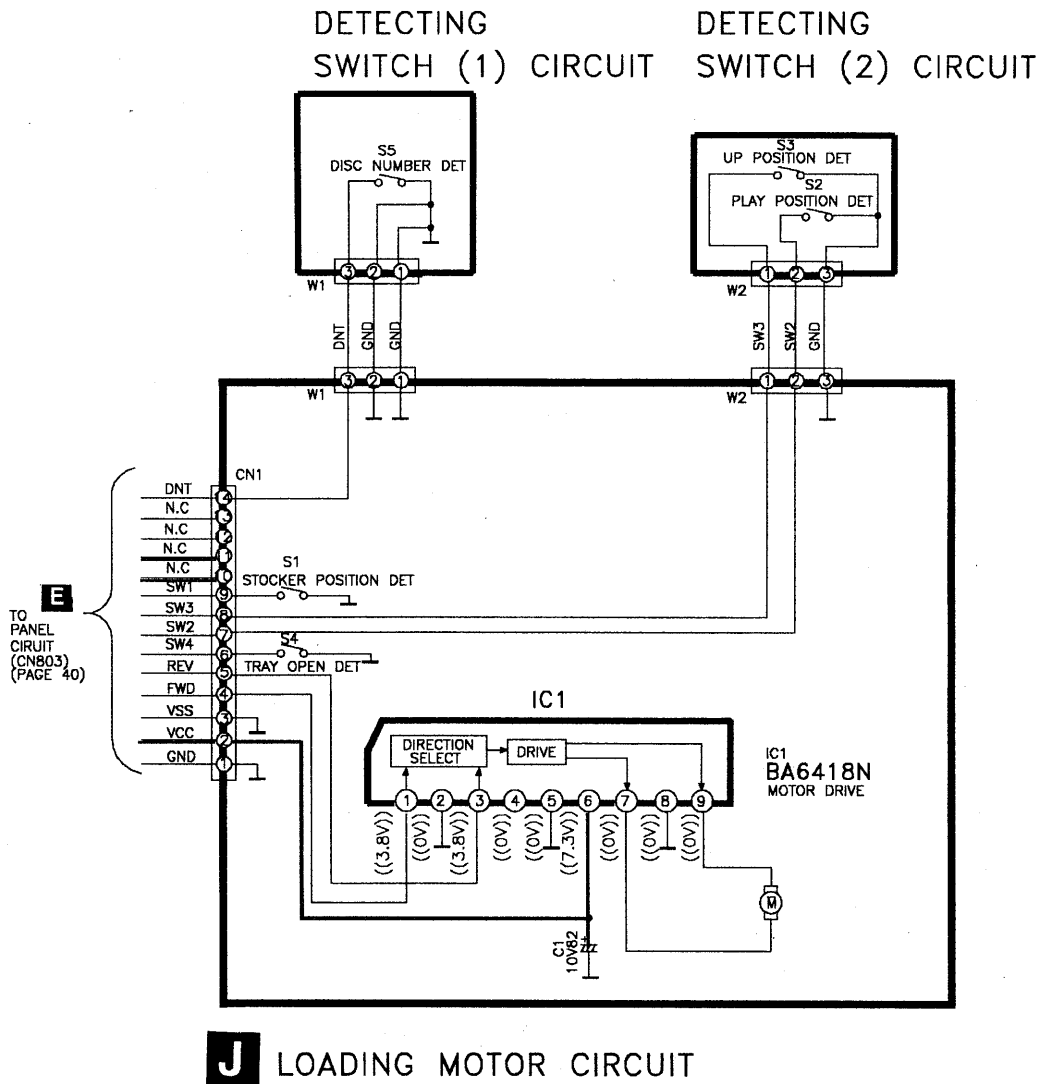 DETECTING
SWITCH (1) CIRCUIT
DETECTING
SWITCH (2) CIRCUIT
S5
DISC NUMBER DET
3 2 1
W1
DNT
GND
GND
3 2 1
W1
S3
UP POSITION DET
S2
PLAY POSITION DET
1 2 3
W2
SW3
SW2
GND
1 2 3
W2
CN1
DNT 14
N.C 13
N.C 12
N.C 11
N.C 10
SW1 9
SW3 8
SW2 7
SW4 6
REV 5
FWD 4
VSS 3
VCC 2
GND 1
E
TO
PANEL
CIRUIT
(CN803)
(PAGE 40)
S1
STOCKER POSITION DET
S4
TRAY OPEN DET
IC1
DIRECTION
SELECT
DRIVE
1 2 3 4 5 6 7 8 9
((3.8V))
((0V))
((3.8V))
((0V))
((0V))
((7.3V))
((0V))
((0V))
((0V))
IC1
BA6418N
MOTOR DRIVE
M
C1
10V82
+
J LOADING MOTOR CIRCUIT